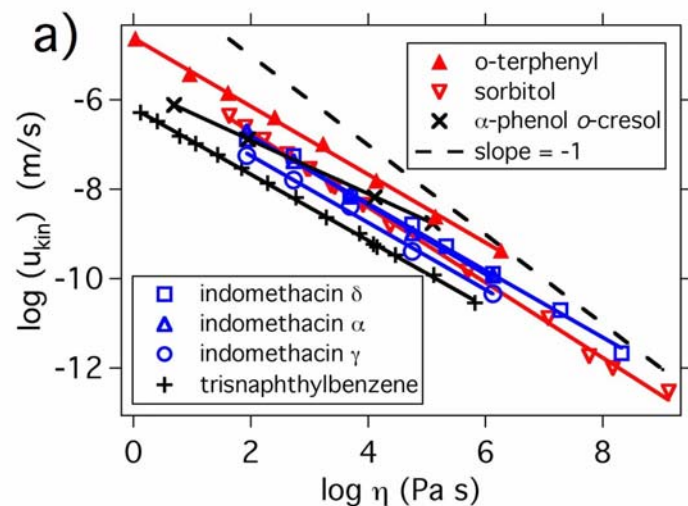 a)
o-terphenyl
sorbitol
α-phenol o-cresol
slope = -1
-6
-8
-10
-12
log (u_kin) (m/s)
indomethacin δ
indomethacin α
indomethacin γ
trisnaphthylbenzene
0 2 4 6 8
log η (Pa s)